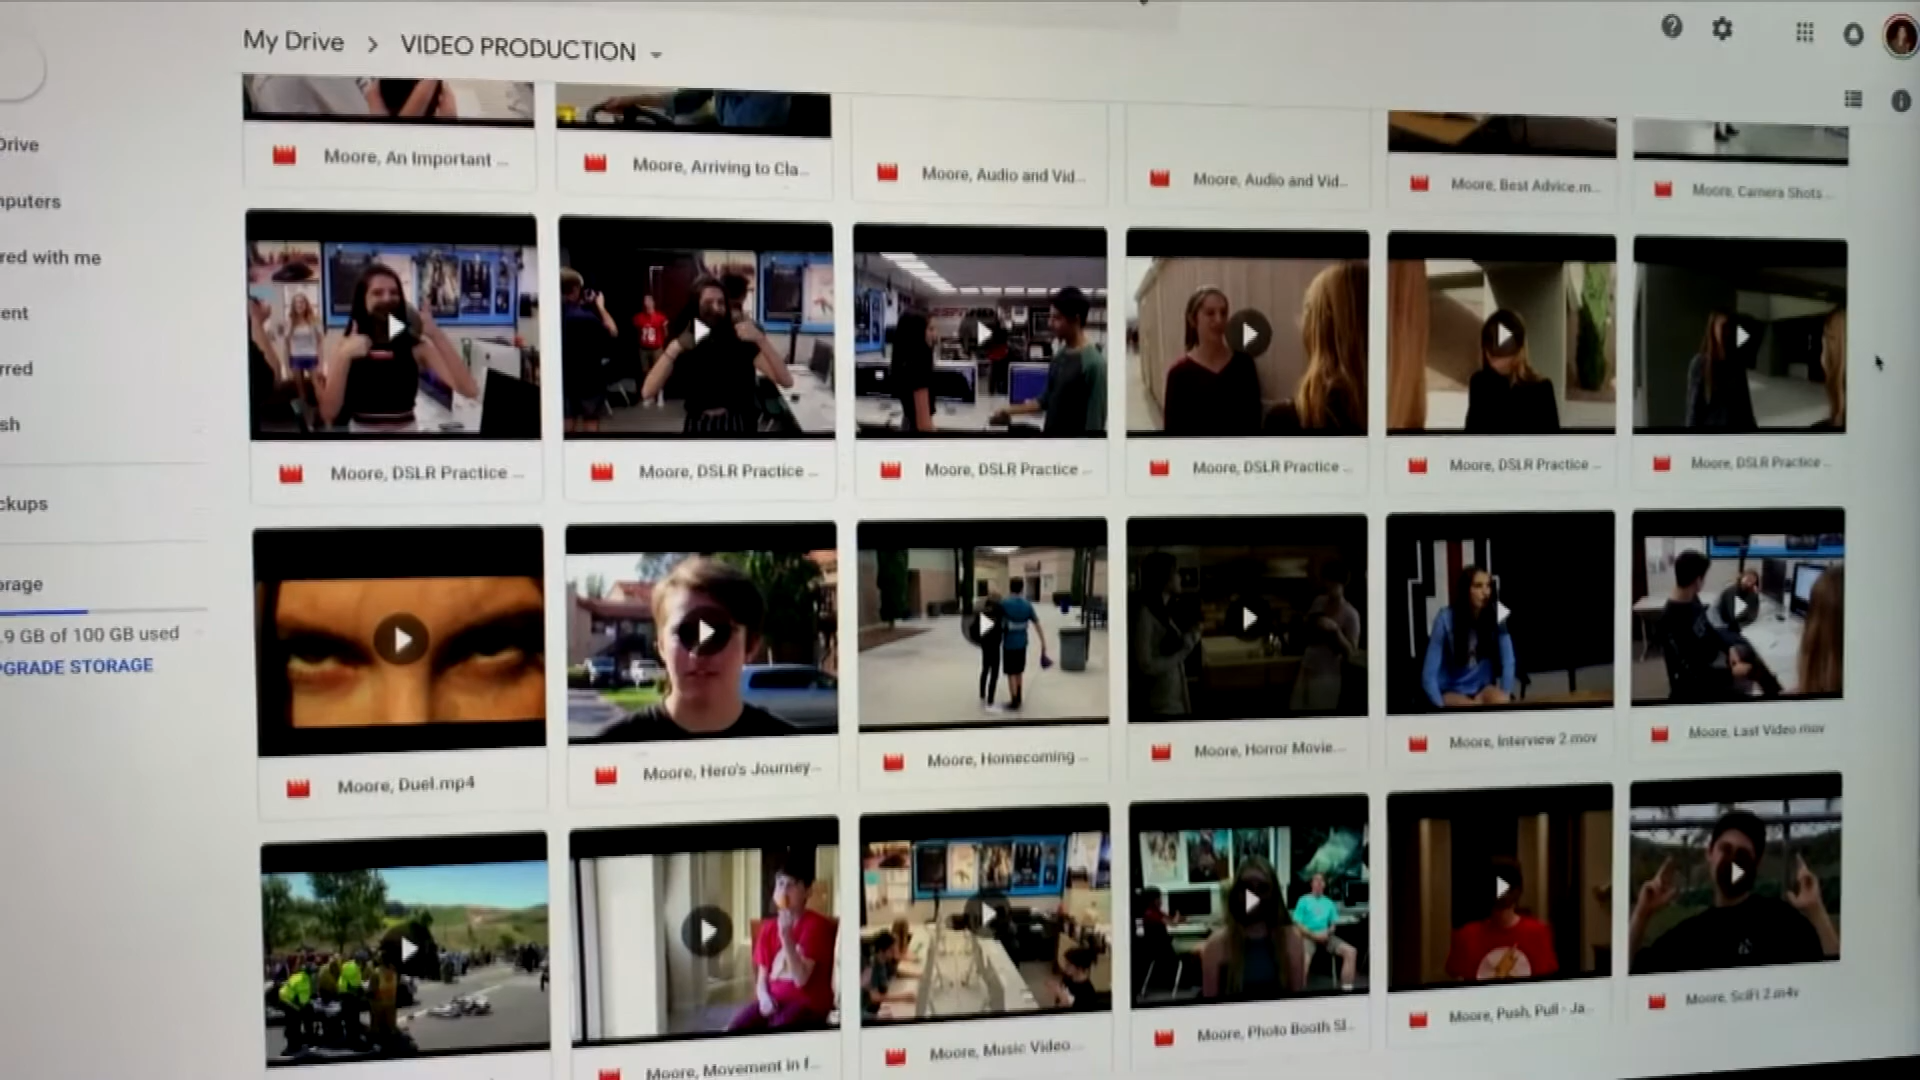 My Drive > VIDEO PRODUCTION
Moore, An Important ...
Moore, Arriving to Cla...
Moore, Audio and Vid...
Moore, Audio and Vid...
Moore, Best Advice.m...
Moore, Camera Shots ...
Drive
mputers
red with me
ent
rred
sh
ckups
orage
.9 GB of 100 GB used
PGRADE STORAGE
Moore, DSLR Practice ...
Moore, DSLR Practice ...
Moore, DSLR Practice ...
Moore, DSLR Practice ...
Moore, DSLR Practice ...
Moore, DSLR Practice ...
Moore, Duel.mp4
Moore, Hero's Journey...
Moore, Homecoming ...
Moore, Horror Movie...
Moore, Interview 2.mov
Moore, Last Video.mov
Moore, Movement in f...
Moore, Music Video...
Moore, Photo Booth Sl...
Moore, Push, Pull - Ja...
Moore, SciFi 2.m4v